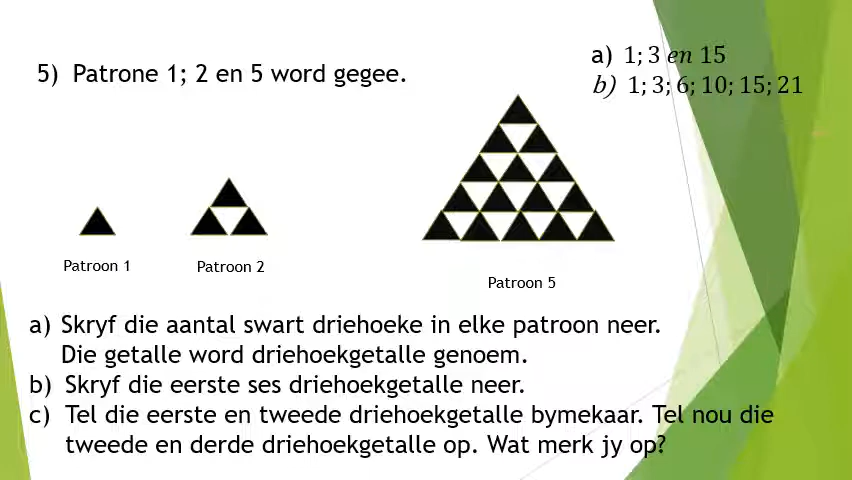 5) Patrone 1; 2 en 5 word gegee.
a) 1; 3 en 15
b) 1; 3; 6; 10; 15; 21
Patroon 1
Patroon 2
Patroon 5
a) Skryf die aantal swart driehoeke in elke patroon neer.
Die getalle word driehoekgetalle genoem.
b) Skryf die eerste ses driehoekgetalle neer.
c) Tel die eerste en tweede driehoekgetalle bymekaar. Tel nou die
tweede en derde driehoekgetalle op. Wat merk jy op?